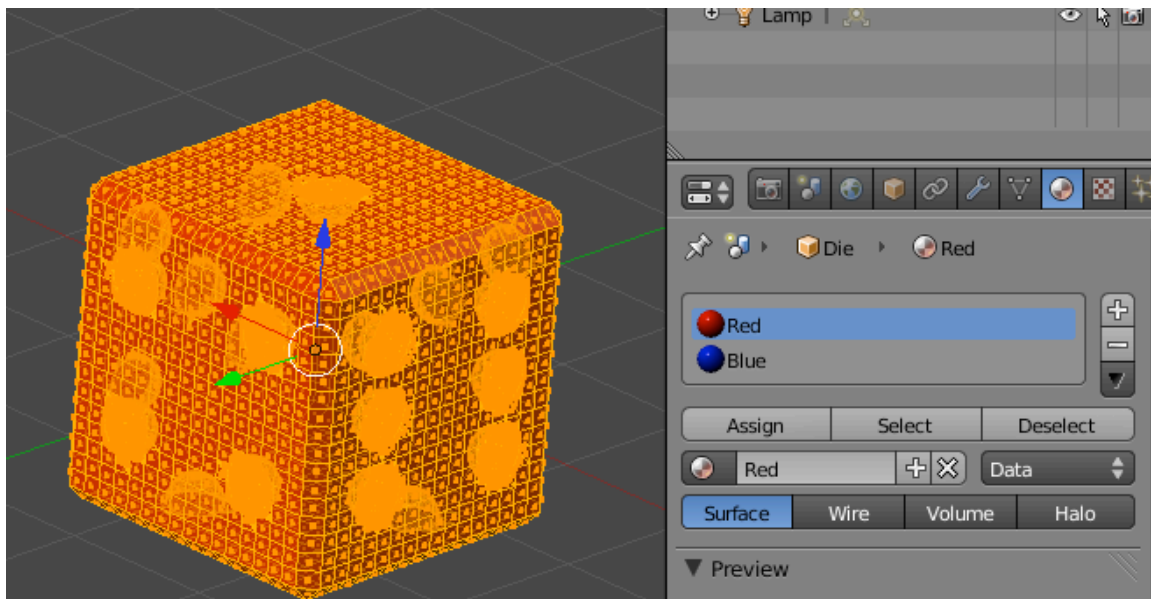 Lamp
Die
Red
Red
Blue
Assign
Select
Deselect
Red
Data
Surface
Wire
Volume
Halo
Preview